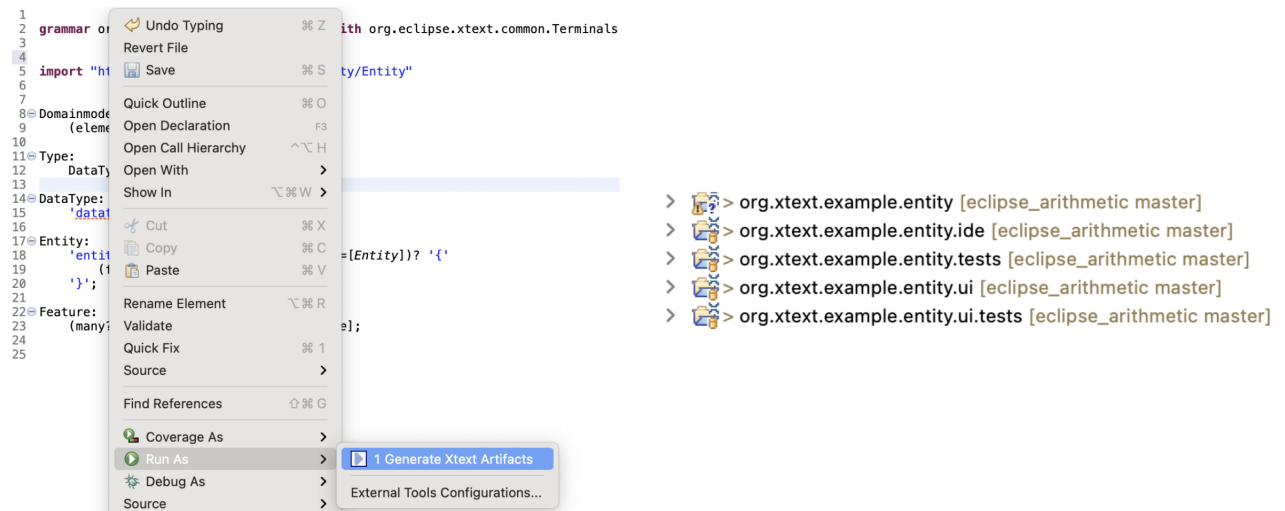 1
2 grammar or ith org.eclipse.xtext.common.Terminals
3
4
5 import "h ty/Entity"
6
7
8 Domainmode
9 (eleme
10
11 Type:
12 DataTy
13
14 DataType:
15 'datat
16
17 Entity:
18 'entit =[Entity])? '{'
19 (f
20 '}';
21
22 Feature:
23 (many? e];
24
25
Undo Typing ⌘ Z
Revert File
Save ⌘ S
Quick Outline ⌘ O
Open Declaration F3
Open Call Hierarchy ^⌥ H
Open With >
Show In ⌥⌘ W >
Cut ⌘ X
Copy ⌘ C
Paste ⌘ V
Rename Element ⌥⌘ R
Validate
Quick Fix ⌘ 1
Source >
Find References ⇧⌘ G
Coverage As >
Run As >
Debug As >
Source >
1 Generate Xtext Artifacts
External Tools Configurations...
> org.xtext.example.entity [eclipse_arithmetic master]
> org.xtext.example.entity.ide [eclipse_arithmetic master]
> org.xtext.example.entity.tests [eclipse_arithmetic master]
> org.xtext.example.entity.ui [eclipse_arithmetic master]
> org.xtext.example.entity.ui.tests [eclipse_arithmetic master]